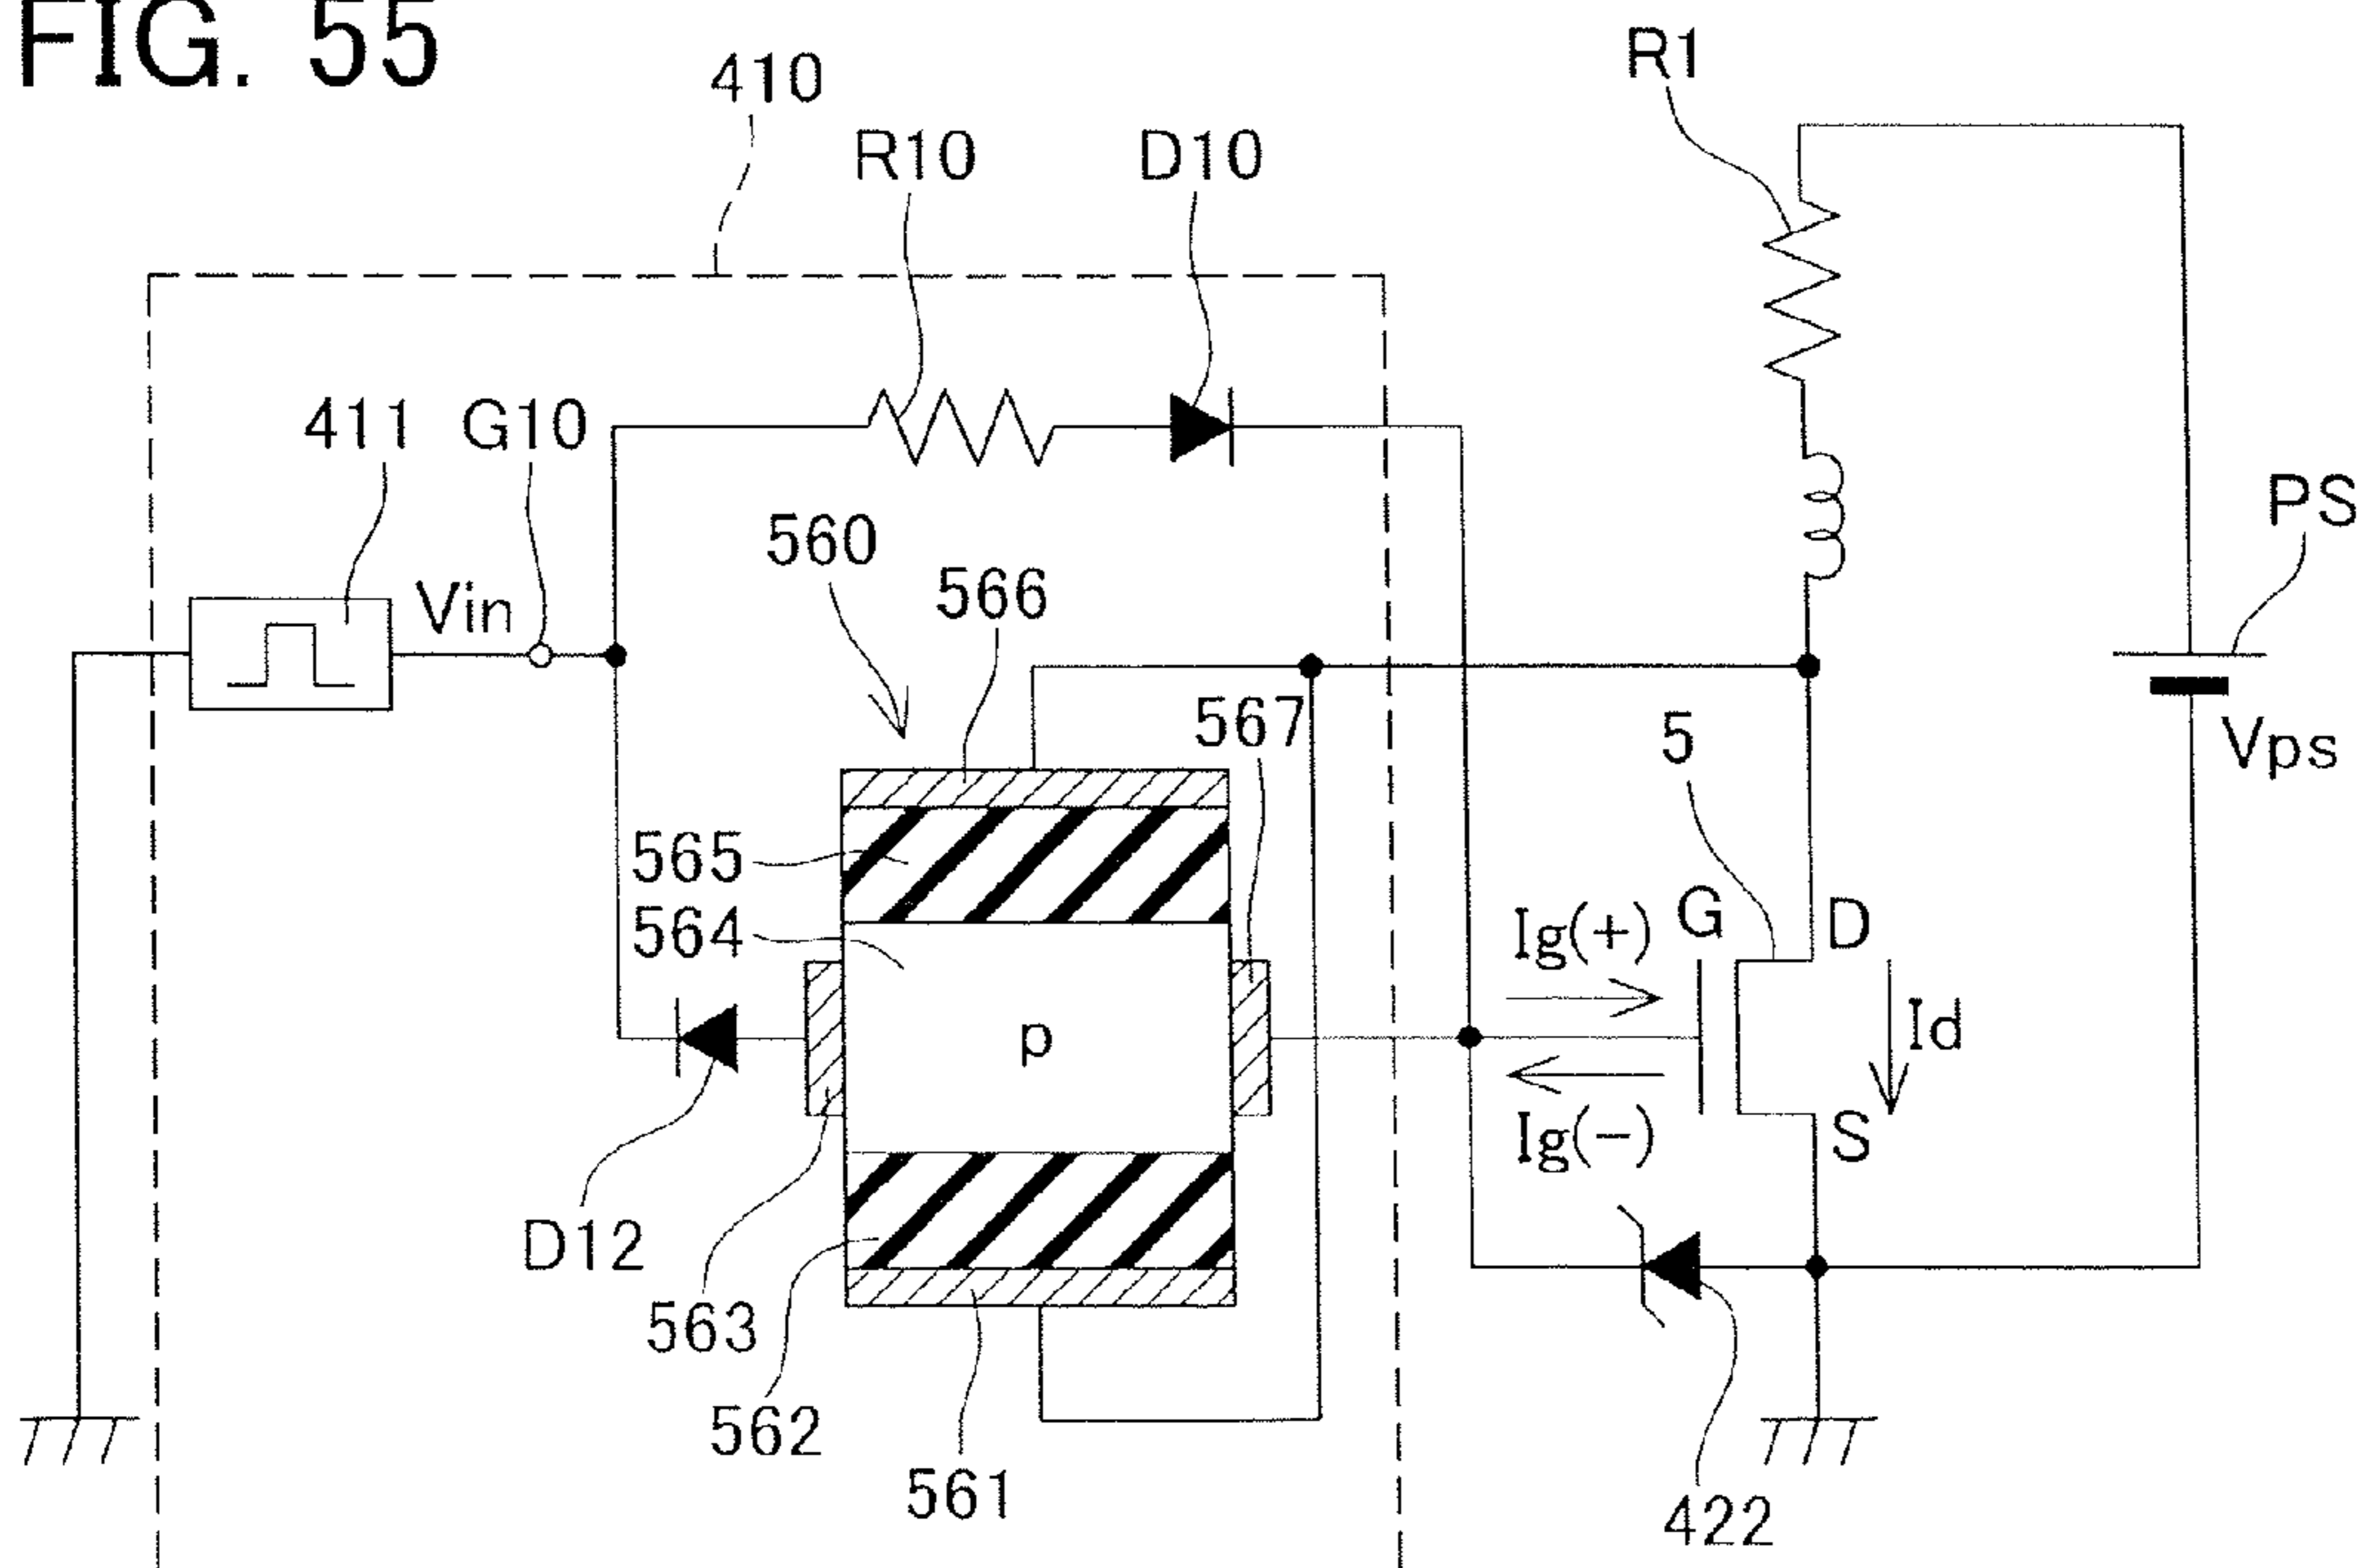 FIG. 55
410
R1
R10
D10
411
G10
PS
560
Vin
566
567
5
Vps
565
564
Ig(+)
G
D
p
Id
Ig(−)
S
D12
563
562
561
422